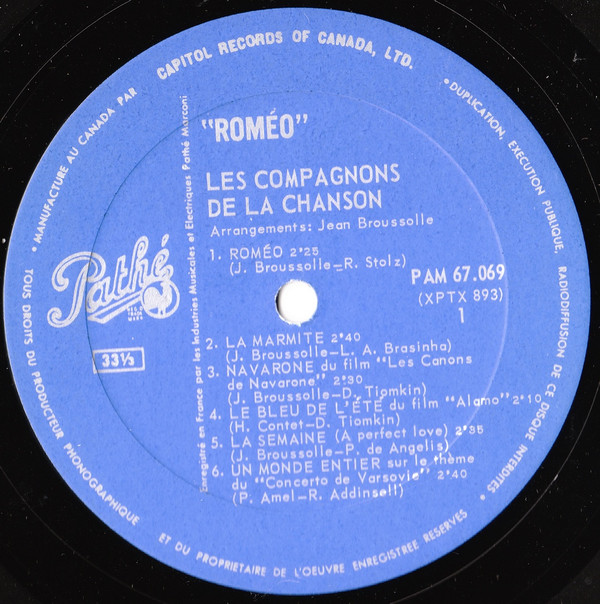 • MANUFACTURE AU CANADA PAR CAPITOL RECORDS OF CANADA, LTD.
• DUPLICATION, EXECUTION PUBLIQUE, RADIODIFFUSION DE CE DISQUE INTERDITES •
TOUS DROITS DU PRODUCTEUR PHONOGRAPHIQUE ET DU PROPRIETAIRE DE L'OEUVRE ENREGISTREE RESERVES
"ROMÉO"
LES COMPAGNONS
DE LA CHANSON
Arrangements: Jean Broussolle
1. ROMÉO 2"25
(J. Broussolle–R. Stolz)
Pathé
33⅓
PAM 67.069
(XPTX 893)
1
2. LA MARMITE 2"40
(J. Broussolle–L. A. Brasinha)
3. NAVARONE du film "Les Canons
de Navarone" 2"30
(J. Broussolle–D. Tiomkin)
4. LE BLEU DE L'ÉTÉ du film "Alamo" 2"10
(H. Contet–D. Tiomkin)
5. LA SEMAINE (A perfect love) 2"35
(J. Broussolle–P. de Angelis)
6. UN MONDE ENTIER sur le thème
du "Concerto de Varsovie" 2"40
(P. Amel–R. Addinsell)
Enregistré en France par les Industries Musicales et Electriques Pathé Marconi